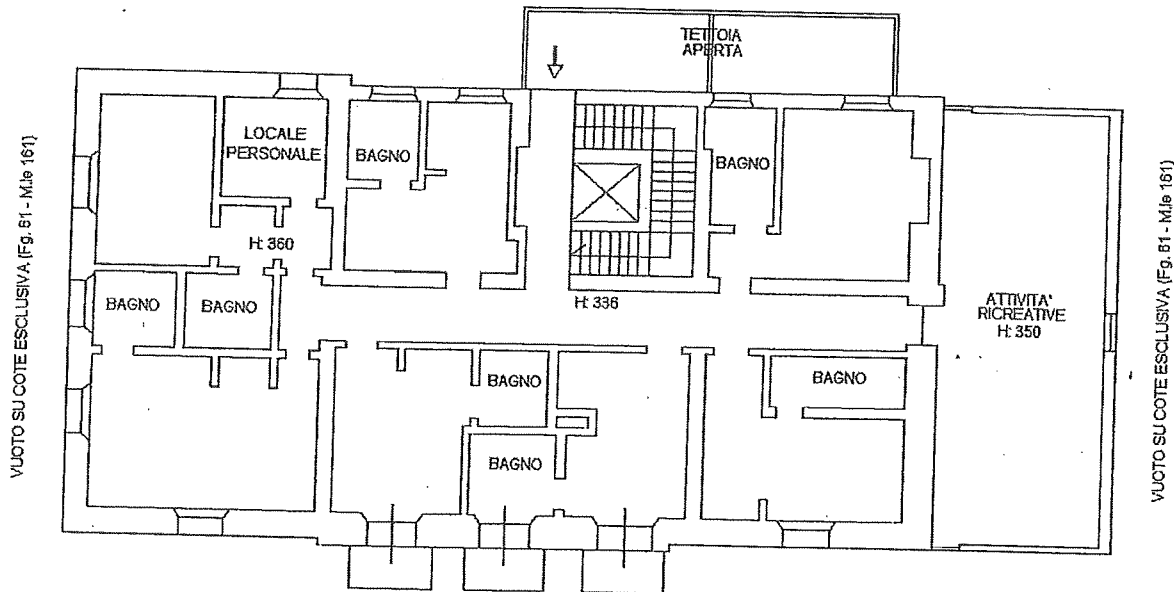 TETTOIA
APERTA
LOCALE
PERSONALE
BAGNO
BAGNO
H: 360
BAGNO
BAGNO
H: 336
ATTIVITA'
RICREATIVE
H: 350
BAGNO
BAGNO
BAGNO
VUOTO SU COTE ESCLUSIVA (Fg. 61 - M.le 161)
VUOTO SU COTE ESCLUSIVA (Fg. 61 - M.le 161)